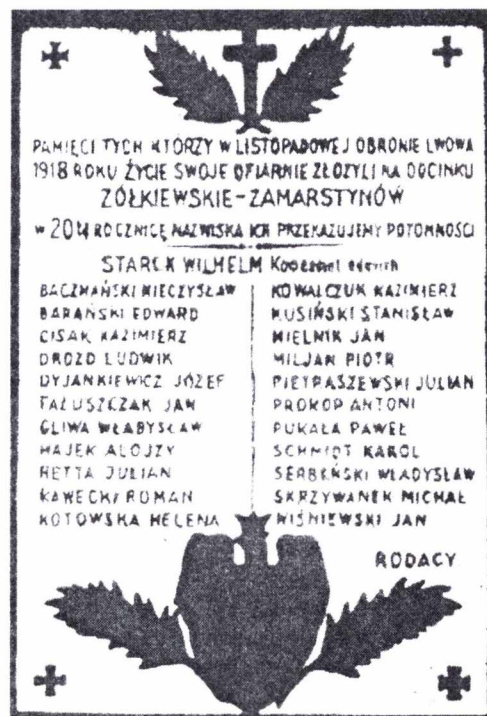 PAMIĘCI TYCH KTÓRZY W LISTOPADOWEJ OBRONIE LWOWA
1918 ROKU ŻYCIE SWOJE OFIARNIE ZŁOŻYLI NA ODCINKU
ŻÓŁKIEWSKIE-ZAMARSTYNÓW
W 20tą ROCZNICĘ NAZWISKA ICH PRZEKAZUJEMY POTOMNOŚCI
STARCK WILHELM
BACZMAŃSKI MIECZYSŁAW
BARAŃSKI EDWARD
CISAK KAZIMIERZ
DROZD LUDWIK
DYJANKIEWICZ JÓZEF
FAŁUSZCZAK JAN
GLIWA WŁADYSŁAW
HAJEK ALOJZY
HETTA JULIAN
KAWECKI ROMAN
KOTOWSKA HELENA
KOWALCZUK KAZIMIERZ
KUSIŃSKI STANISŁAW
MIELNIK JAN
MILJAN PIOTR
PIETRASZEWSKI JULIAN
PROKOP ANTONI
PUKAŁA PAWEŁ
SCHMIDT KAROL
SERBEŃSKI WŁADYSŁAW
SKRZYWANEK MICHAŁ
WIŚNIEWSKI JAN
RODACY